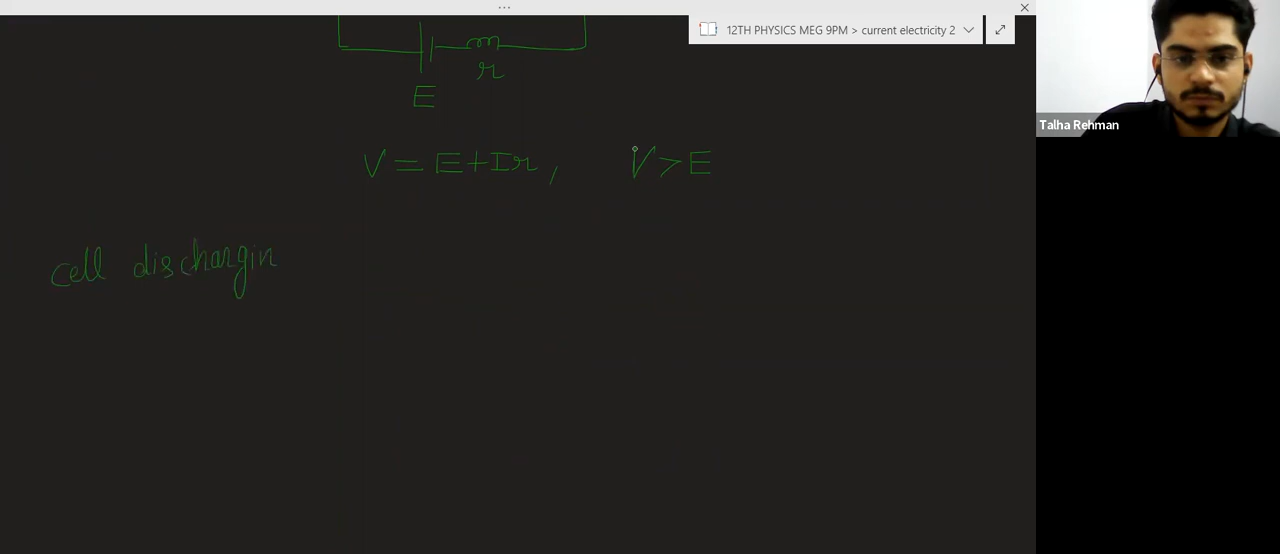 12TH PHYSICS MEG 9PM > current electricity 2
r
E
V = E + Ir , V > E
cell dischargin
Talha Rehman